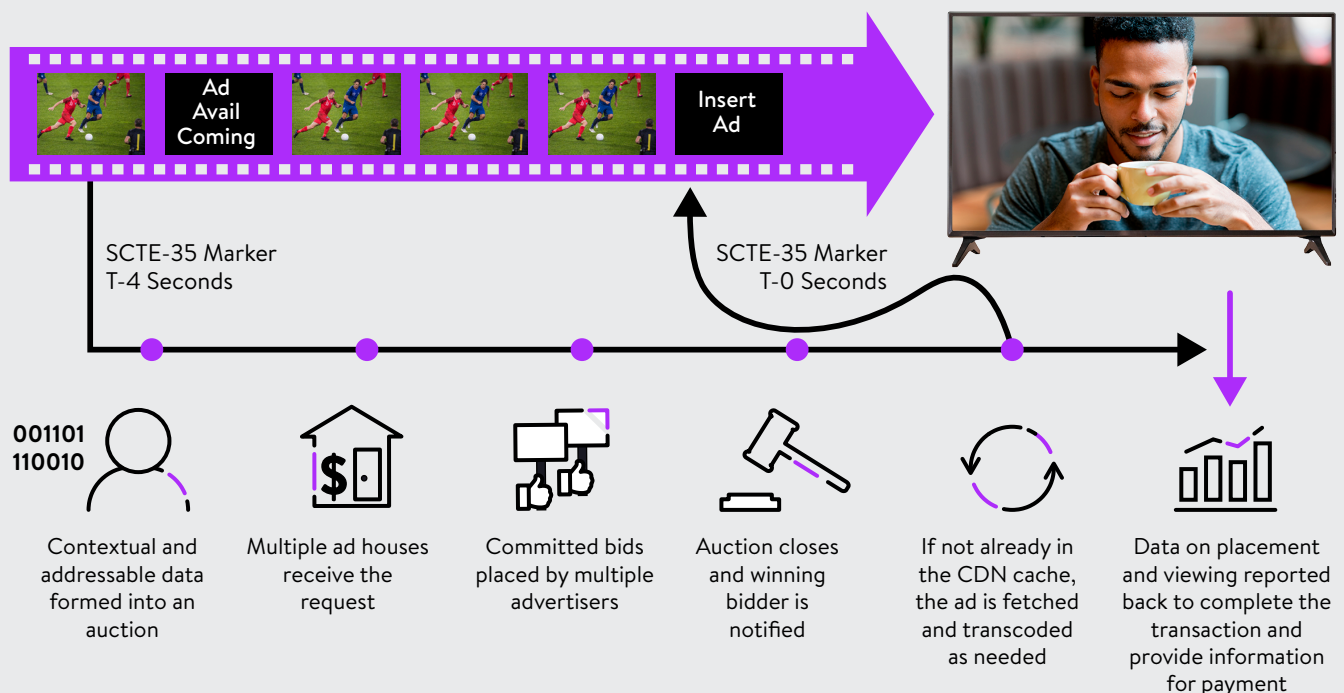 Ad
Avail
Coming
Insert
Ad
SCTE-35 Marker
T-4 Seconds
SCTE-35 Marker
T-0 Seconds
001101
110010
$
Contextual and
addressable data
formed into an
auction
Multiple ad houses
receive the
request
Committed bids
placed by multiple
advertisers
Auction closes
and winning
bidder is
notified
If not already in
the CDN cache,
the ad is fetched
and transcoded
as needed
Data on placement
and viewing reported
back to complete the
transaction and
provide information
for payment